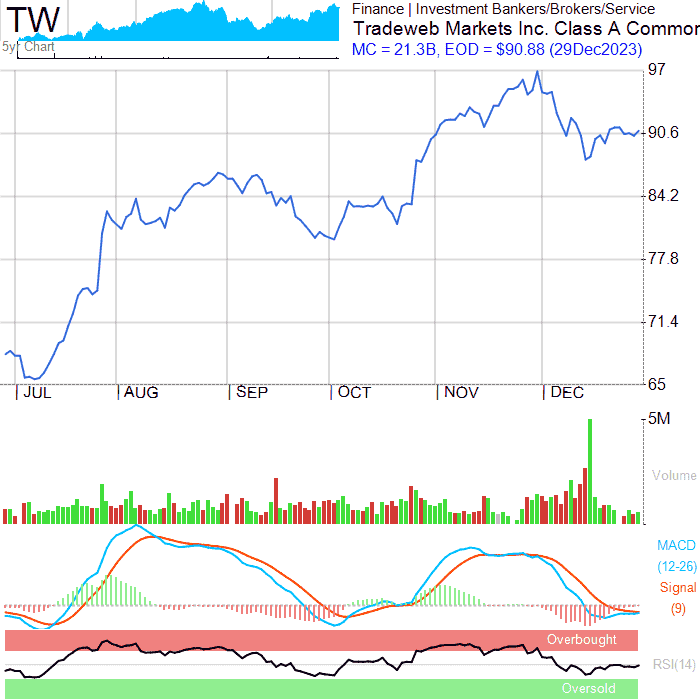 TW
5yr Chart
Finance | Investment Bankers/Brokers/Service
Tradeweb Markets Inc. Class A Common
MC = 21.3B, EOD = $90.88 (29Dec2023)
97
90.6
84.2
77.8
71.4
65
JUL
AUG
SEP
OCT
NOV
DEC
5M
Volume
MACD
(12-26)
Signal
(9)
Overbought
RSI(14)
Oversold